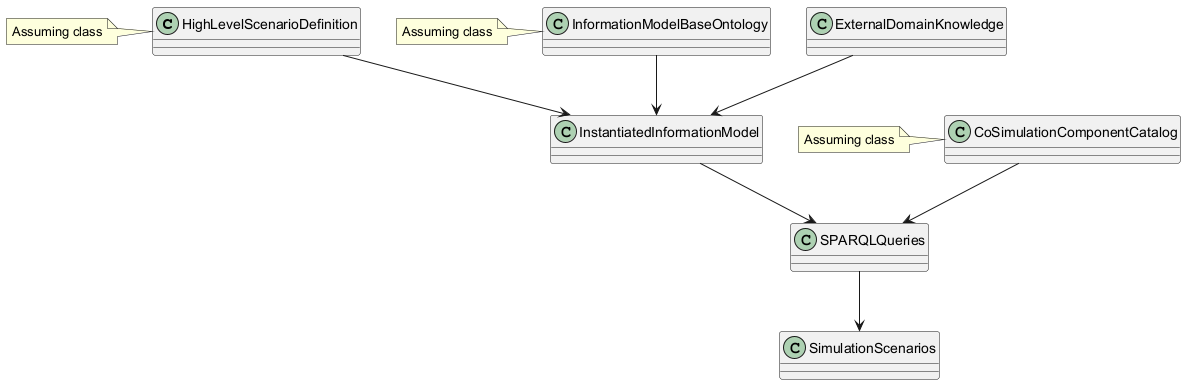 Assuming class
C HighLevelScenarioDefinition
Assuming class
C InformationModelBaseOntology
C ExternalDomainKnowledge
C InstantiatedInformationModel
Assuming class
C CoSimulationComponentCatalog
C SPARQLQueries
C SimulationScenarios